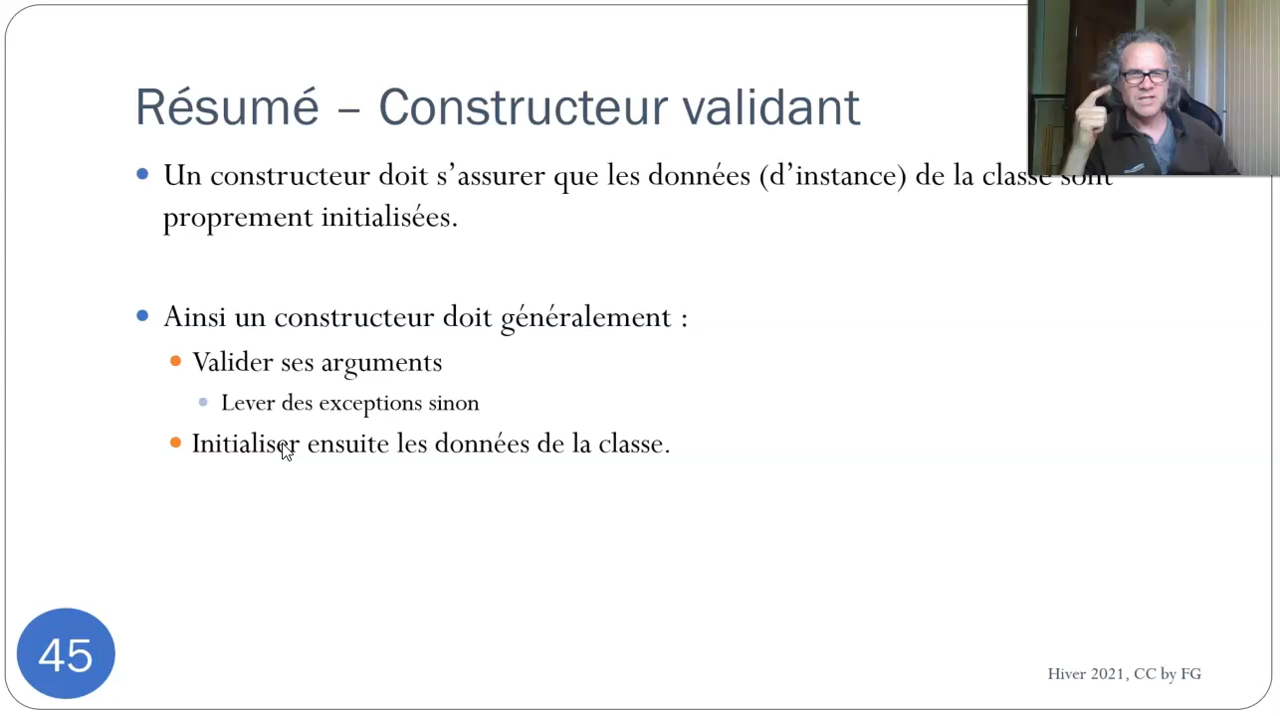 Résumé – Constructeur validant
Un constructeur doit s’assurer que les données (d’instance) de la classe sont
proprement initialisées.
Ainsi un constructeur doit généralement :
Valider ses arguments
Lever des exceptions sinon
Initialiser ensuite les données de la classe.
45
Hiver 2021, CC by FG